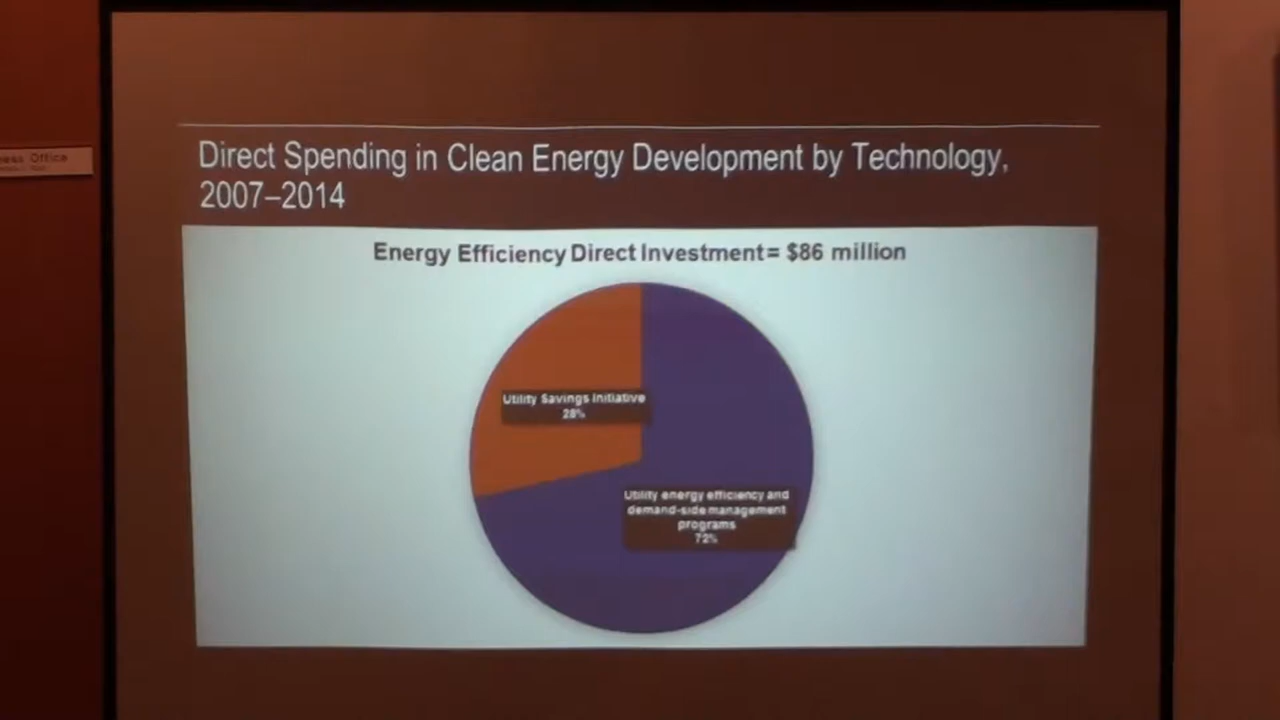 Office
Direct Spending in Clean Energy Development by Technology,
2007–2014
Energy Efficiency Direct Investment= $86 million
Utility Savings Initiative
28%
Utility energy efficiency and
demand-side management
programs
72%